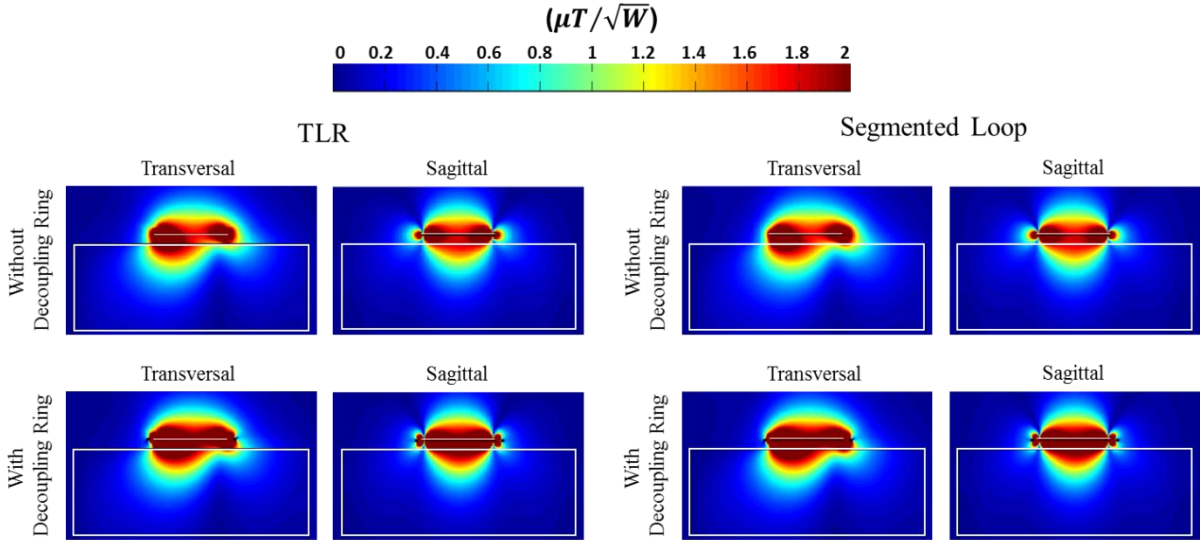 (μT/√W)
0 0.2 0.4 0.6 0.8 1 1.2 1.4 1.6 1.8 2
TLR
Segmented Loop
Transversal Sagittal Transversal Sagittal
Without
Decoupling Ring
Without
Decoupling Ring
Transversal Sagittal Transversal Sagittal
With
Decoupling Ring
With
Decoupling Ring